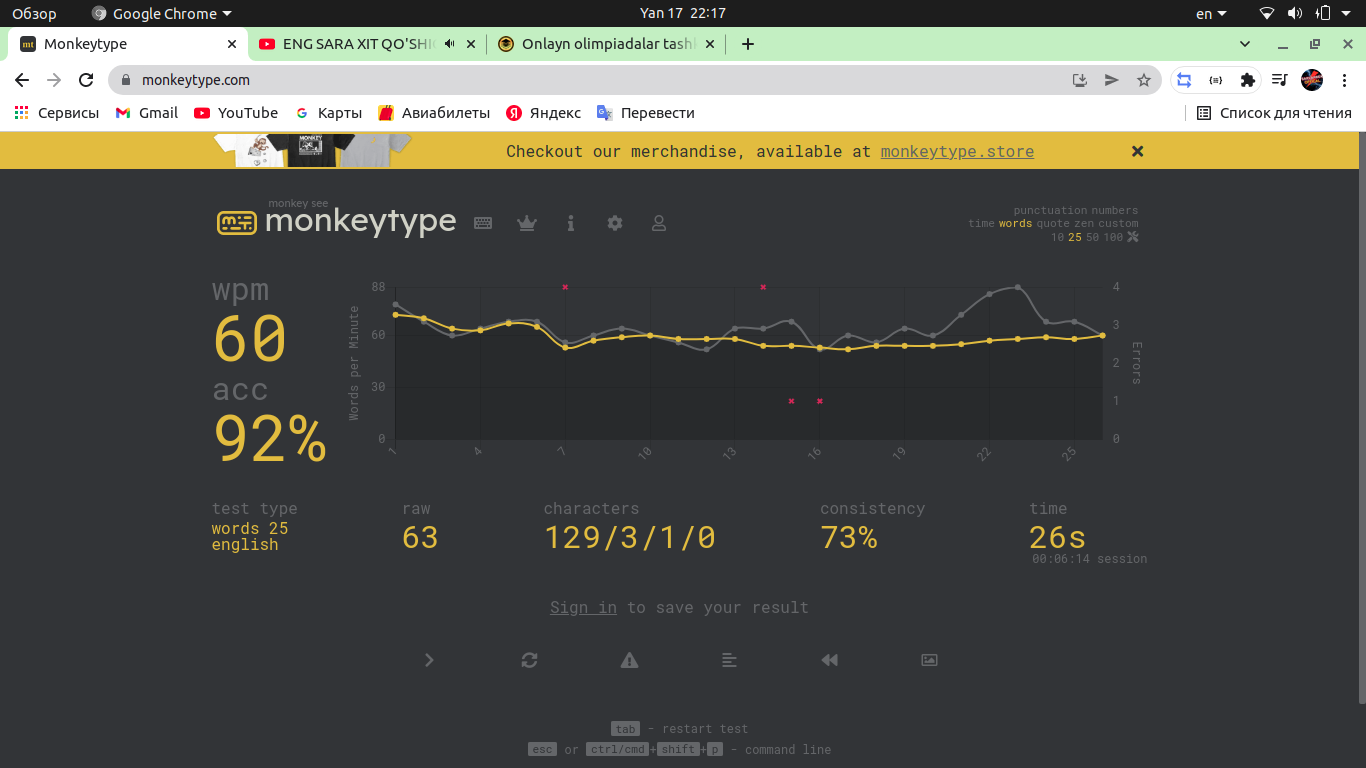 Обзор Google Chrome Yan 17 22:17 en
Monkeytype ENG SARA XIT QO'SHI Onlayn olimpiadalar tash
monkeytype.com
Сервисы Gmail YouTube Карты Авиабилеты Яндекс Перевести Список для чтения
MONKEY
Checkout our merchandise, available at monkeytype.store
monkey see
monkeytype
punctuation numbers
time words quote zen custom
10 25 50 100
wpm
60
acc
92%
Words per Minute
88
60
30
0
4
3
2
1
0
Errors
1 4 7 10 13 16 19 22 25
test type
words 25
english
raw
63
characters
129/3/1/0
consistency
73%
time
26s
00:06:14 session
Sign in to save your result
tab - restart test
esc or ctrl/cmd+shift+p - command line